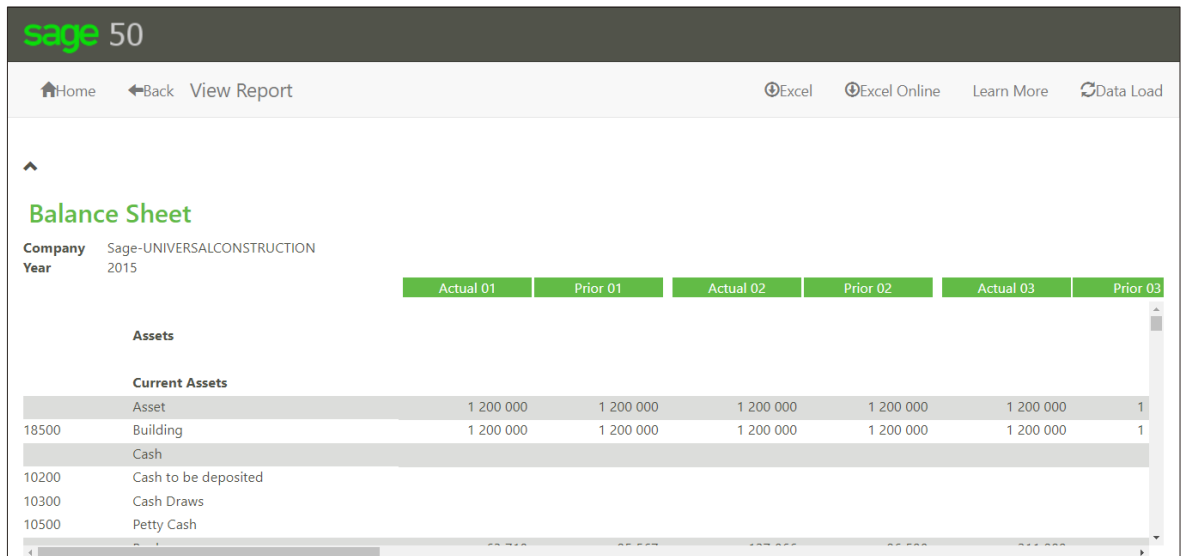 sage 50
Home Back View Report Excel Excel Online Learn More Data Load
Balance Sheet
Company Sage-UNIVERSALCONSTRUCTION
Year 2015
Actual 01 Prior 01 Actual 02 Prior 02 Actual 03 Prior 03
Assets
Current Assets
Asset 1 200 000 1 200 000 1 200 000 1 200 000 1 200 000 1
18500 Building 1 200 000 1 200 000 1 200 000 1 200 000 1 200 000 1
Cash
10200 Cash to be deposited
10300 Cash Draws
10500 Petty Cash